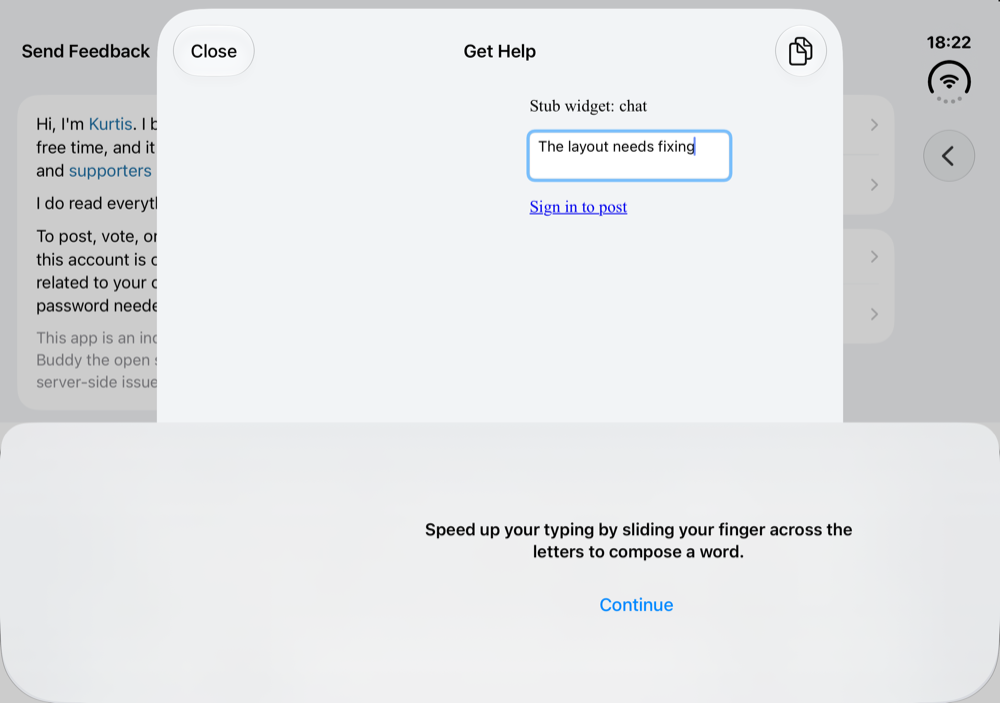 Send Feedback
Close
Get Help
18:22
Hi, I'm Kurtis. I
free time, and it
and supporters
I do read
To post, vote, or
this account is
related to your
password
This app is an
Buddy the open
server-side issue
Stub widget: chat
The layout needs fixing
Sign in to post
Speed up your typing by sliding your finger across the
letters to compose a word.
Continue